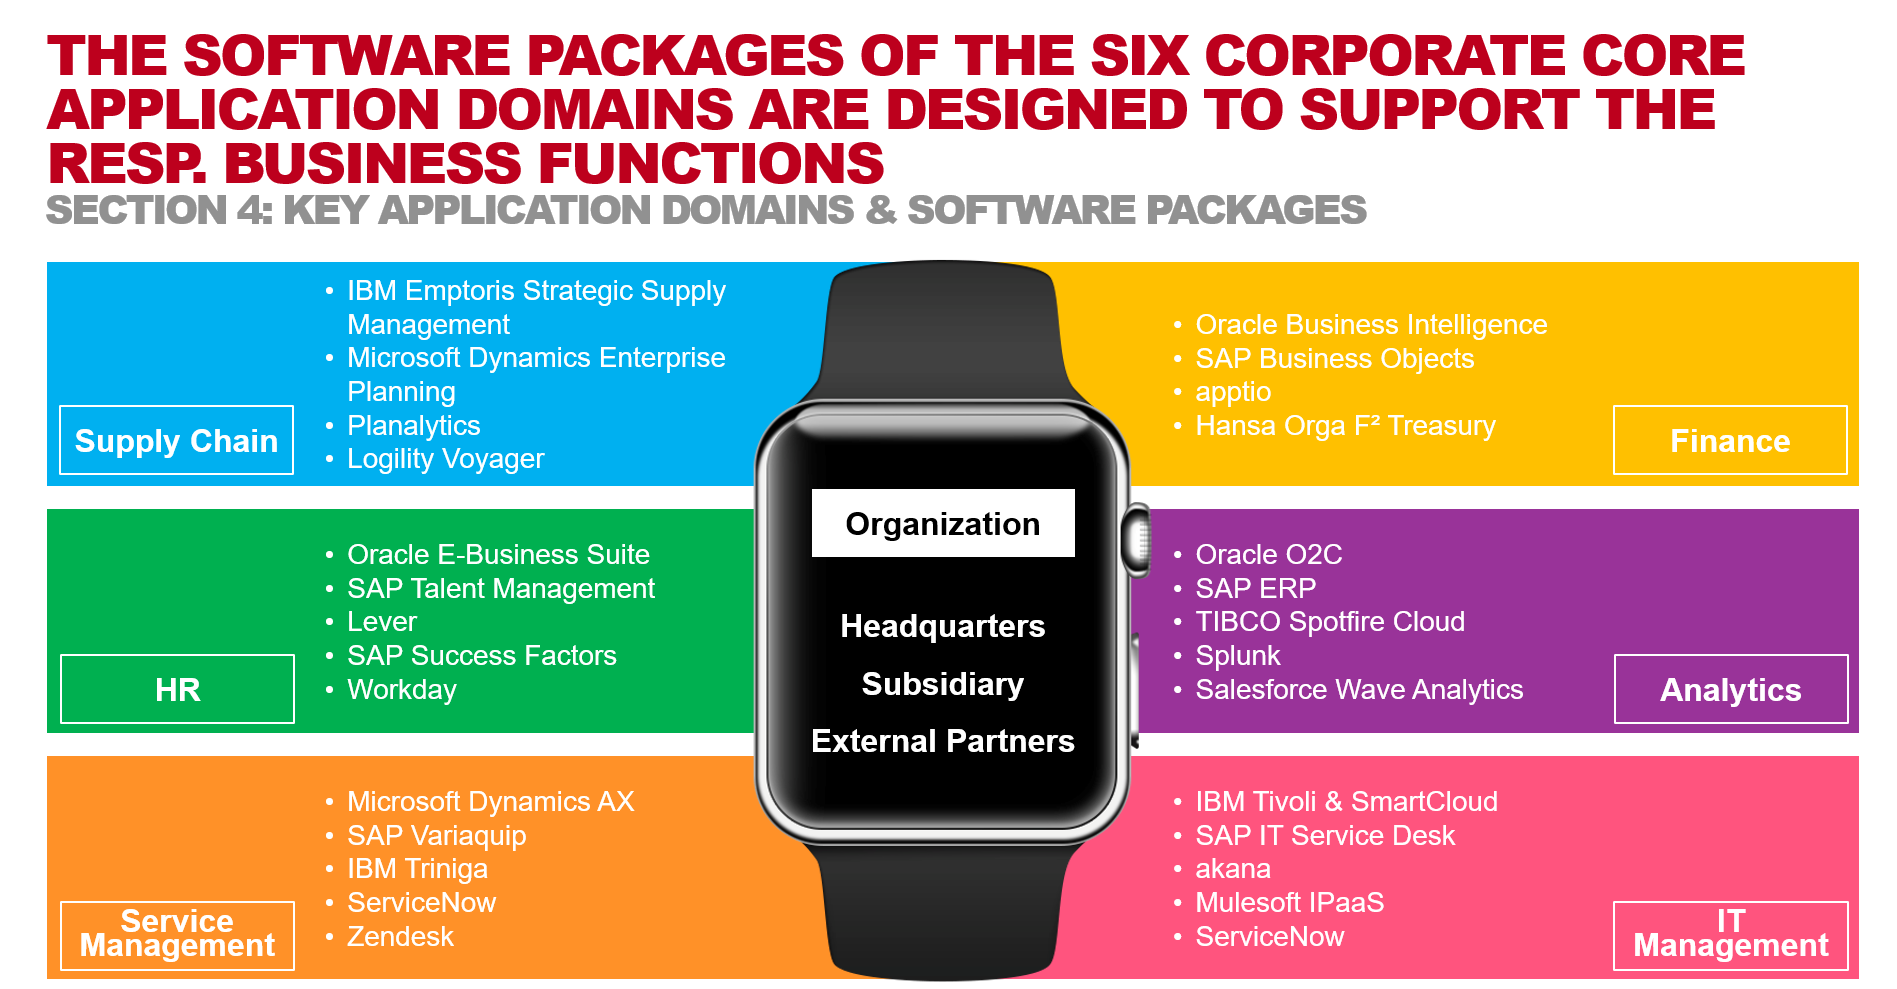 THE SOFTWARE PACKAGES OF THE SIX CORPORATE CORE
APPLICATION DOMAINS ARE DESIGNED TO SUPPORT THE
RESP. BUSINESS FUNCTIONS
SECTION 4: KEY APPLICATION DOMAINS & SOFTWARE PACKAGES
Supply Chain
• IBM Emptoris Strategic Supply
Management
• Microsoft Dynamics Enterprise
Planning
• Planalytics
• Logility Voyager
• Oracle Business Intelligence
• SAP Business Objects
• apptio
• Hansa Orga F² Treasury
Finance
HR
• Oracle E-Business Suite
• SAP Talent Management
• Lever
• SAP Success Factors
• Workday
Organization
Headquarters
Subsidiary
External Partners
• Oracle O2C
• SAP ERP
• TIBCO Spotfire Cloud
• Splunk
• Salesforce Wave Analytics
Analytics
Service
Management
• Microsoft Dynamics AX
• SAP Variaquip
• IBM Triniga
• ServiceNow
• Zendesk
• IBM Tivoli & SmartCloud
• SAP IT Service Desk
• akana
• Mulesoft IPaaS
• ServiceNow
IT
Management